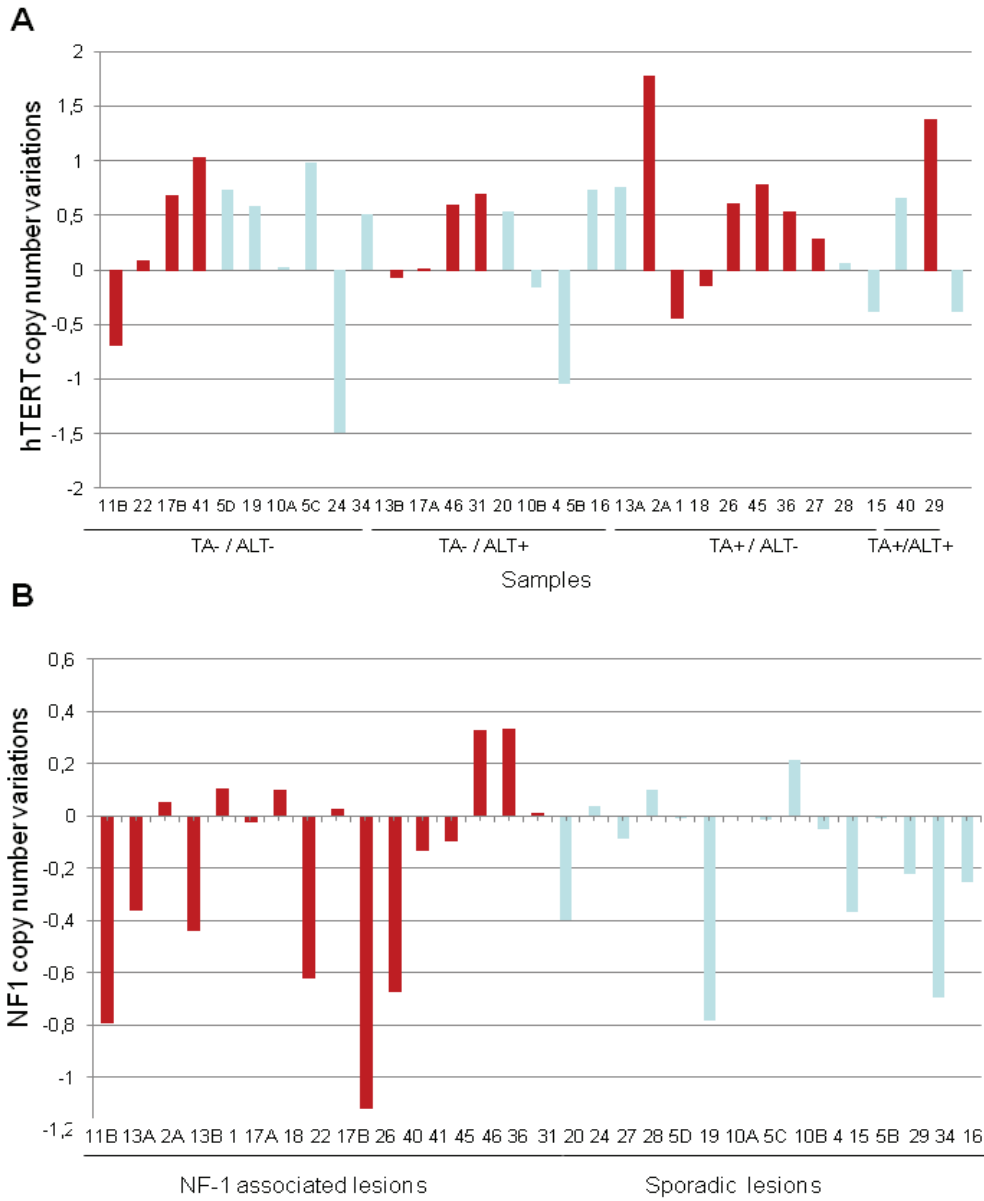 A
hTERT copy number variations
2
1,5
1
0,5
0
-0,5
-1
-1,5
-2
11B 22 17B 41 5D 19 10A 5C 24 34 13B 17A 46 31 20 10B 4 5B 16 13A 2A 1 18 26 45 36 27 28 15 40 29
TA- / ALT- TA- / ALT+ TA+ / ALT- TA+/ALT+
Samples
B
NF1 copy number variations
0,6
0,4
0,2
0
-0,2
-0,4
-0,6
-0,8
-1
-1,2
11B 13A 2A 13B 1 17A 18 22 17B 26 40 41 45 46 36 31 20 24 27 28 5D 19 10A 5C 10B 4 15 5B 29 34 16
NF-1 associated lesions Sporadic lesions